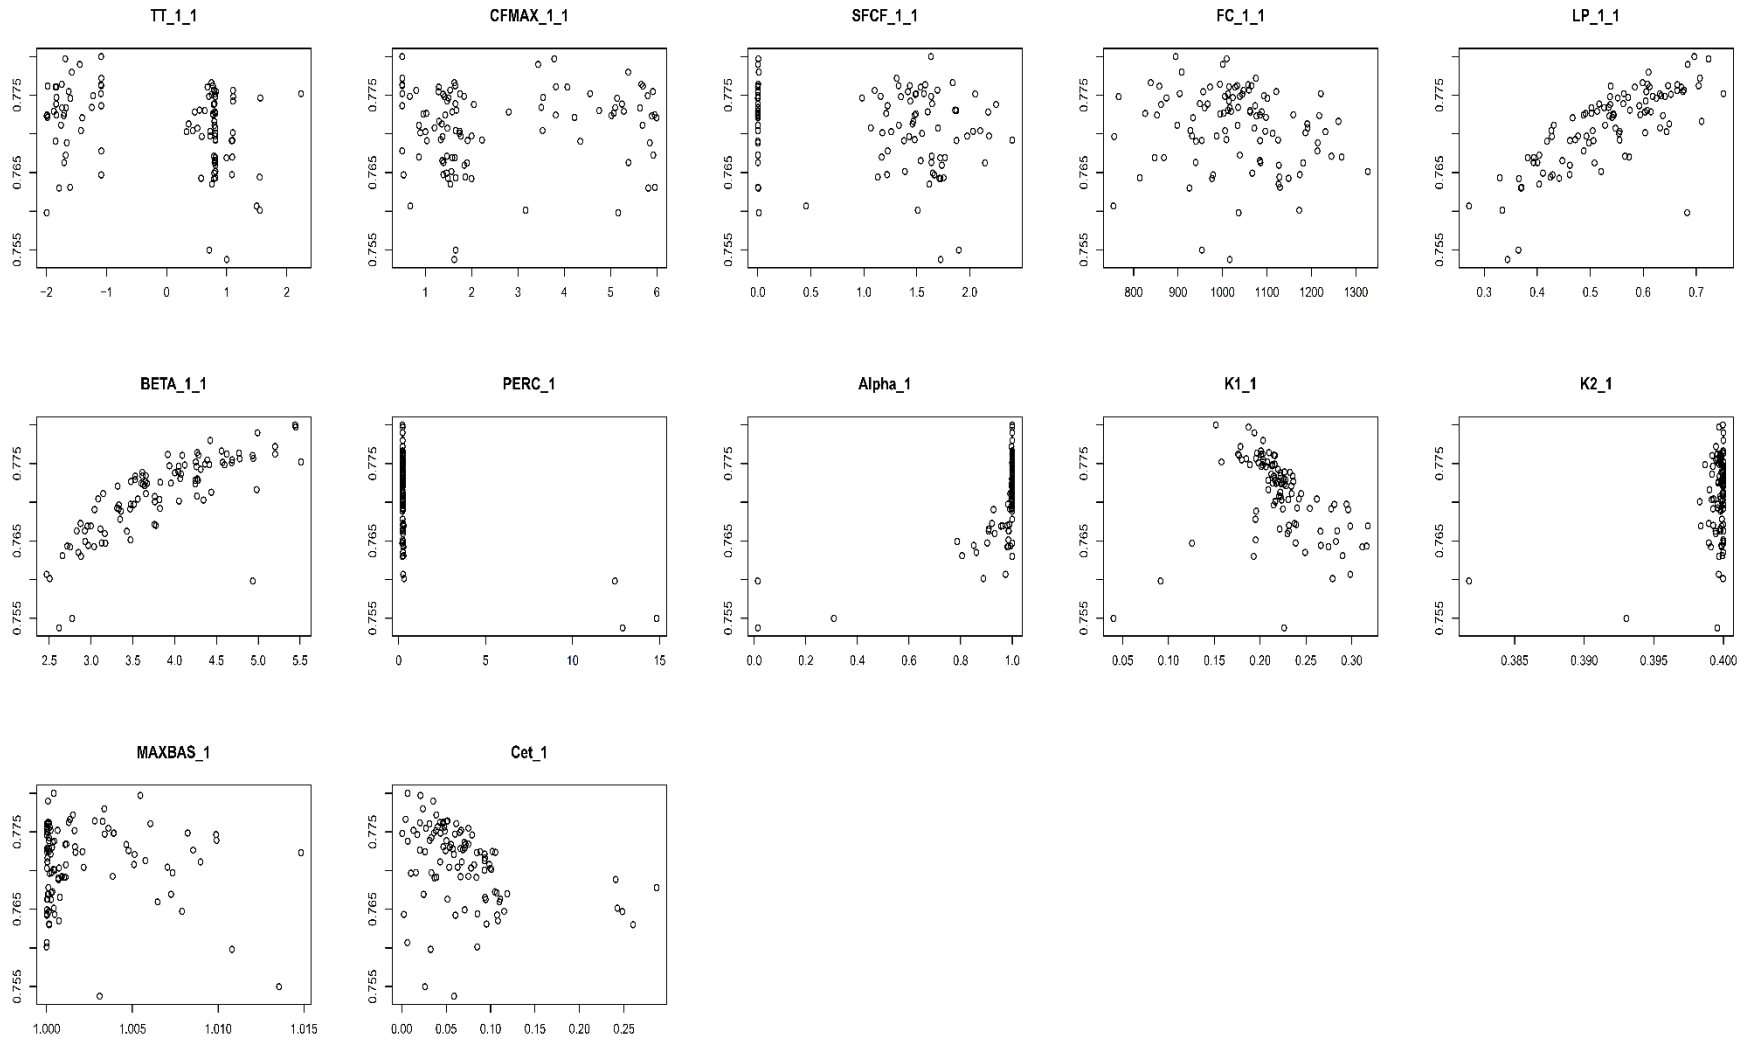 TT_1_1 CFMAX_1_1 SFCF_1_1 FC_1_1 LP_1_1
0.775 0.775 0.775 0.775 0.775
0.765 0.765 0.765 0.765 0.765
0.755 0.755 0.755 0.755 0.755
−2 −1 0 1 2 1 2 3 4 5 6 0.0 0.5 1.0 1.5 2.0 800 900 1000 1100 1200 1300 0.3 0.4 0.5 0.6 0.7
BETA_1_1 PERC_1 Alpha_1 K1_1 K2_1
0.775 0.775 0.775 0.775 0.775
0.765 0.765 0.765 0.765 0.765
0.755 0.755 0.755 0.755 0.755
2.5 3.0 3.5 4.0 4.5 5.0 5.5 0 5 10 15 0.0 0.2 0.4 0.6 0.8 1.0 0.05 0.10 0.15 0.20 0.25 0.30 0.385 0.390 0.395 0.400
MAXBAS_1 Cet_1
0.775 0.775
0.765 0.765
0.755 0.755
1.000 1.005 1.010 1.015 0.00 0.05 0.10 0.15 0.20 0.25